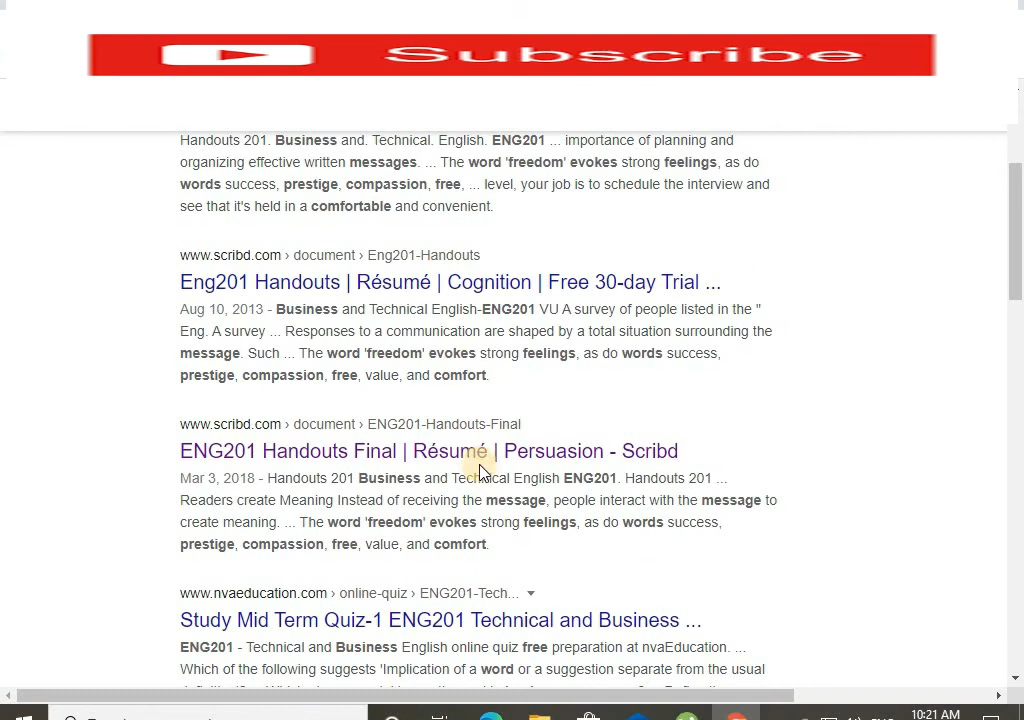 Subscribe
Handouts 201. Business and. Technical. English. ENG201 ... importance of planning and
organizing effective written messages. ... The word 'freedom' evokes strong feelings, as do
words success, prestige, compassion, free, ... level, your job is to schedule the interview and
see that it's held in a comfortable and convenient.
www.scribd.com › document › Eng201-Handouts
Eng201 Handouts | Résumé | Cognition | Free 30-day Trial ...
Aug 10, 2013 - Business and Technical English-ENG201 VU A survey of people listed in the "
Eng. A survey ... Responses to a communication are shaped by a total situation surrounding the
message. Such ... The word 'freedom' evokes strong feelings, as do words success,
prestige, compassion, free, value, and comfort.
www.scribd.com › document › ENG201-Handouts-Final
ENG201 Handouts Final | Résumé | Persuasion - Scribd
Mar 3, 2018 - Handouts 201 Business and Technical English ENG201. Handouts 201 ...
Readers create Meaning Instead of receiving the message, people interact with the message to
create meaning. ... The word 'freedom' evokes strong feelings, as do words success,
prestige, compassion, free, value, and comfort.
www.nvaeducation.com › online-quiz › ENG201-Tech...
Study Mid Term Quiz-1 ENG201 Technical and Business ...
ENG201 - Technical and Business English online quiz free preparation at nvaEducation. ...
Which of the following suggests 'Implication of a word or a suggestion separate from the usual
10:21 AM